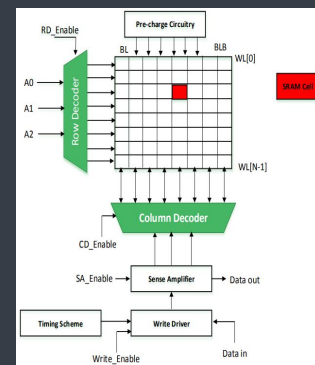 RD_Enable
Pre-charge Circuitry
BL
BLB
WL[0]
A0
A1
A2
Row Decoder
SRAM Cell
WL[N-1]
Column Decoder
CD_Enable
SA_Enable
Sense Amplifier
Data out
Timing Scheme
Write Driver
Write_Enable
Data in